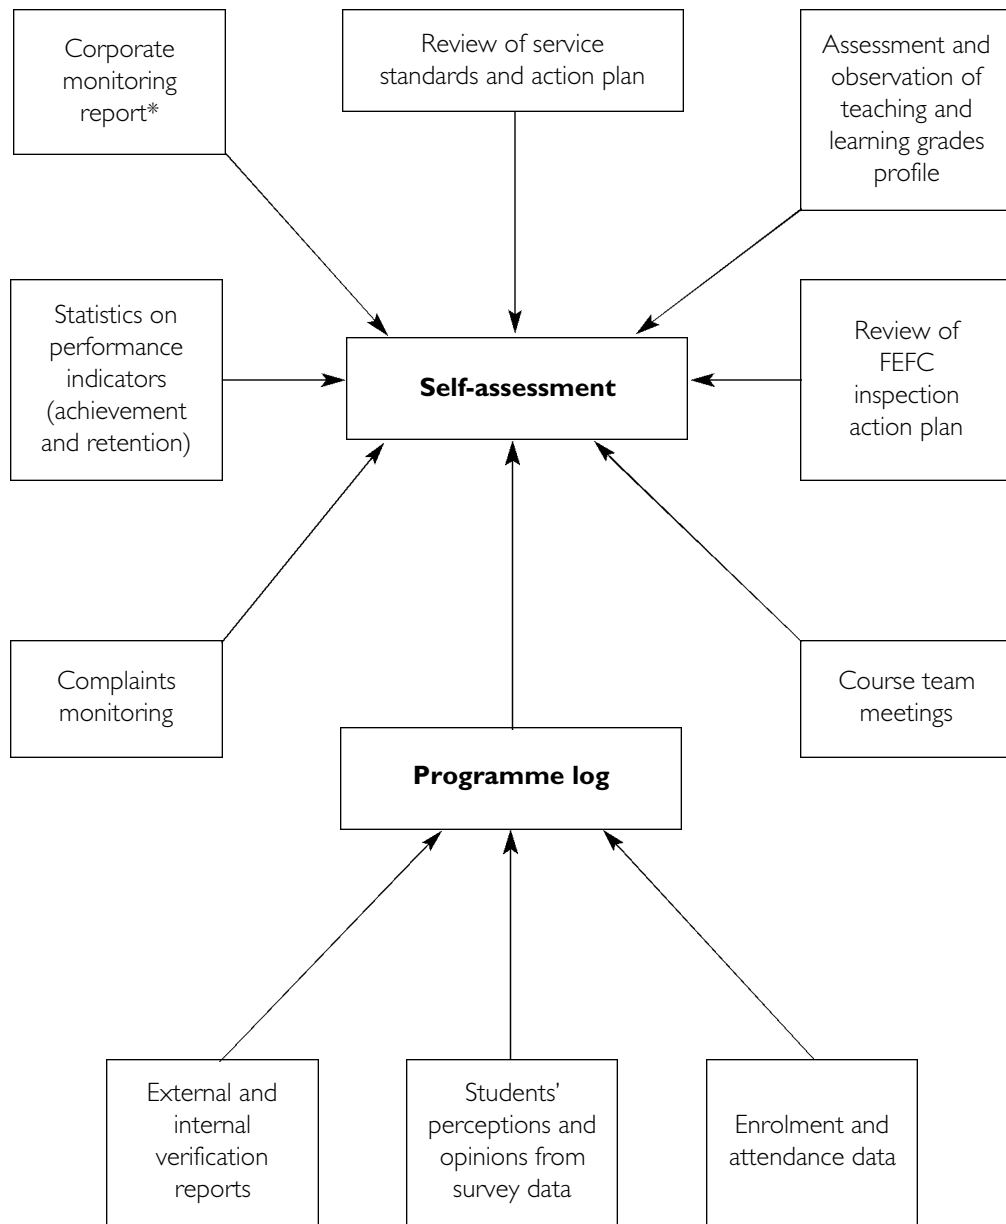 Corporate
monitoring
report*
Review of service
standards and action plan
Assessment and
observation of
teaching and
learning grades
profile
Statistics on
performance
indicators
(achievement
and retention)
Self-assessment
Review of
FEFC
inspection
action plan
Complaints
monitoring
Programme log
Course team
meetings
External and
internal
verification
reports
Students’
perceptions and
opinions from
survey data
Enrolment and
attendance data